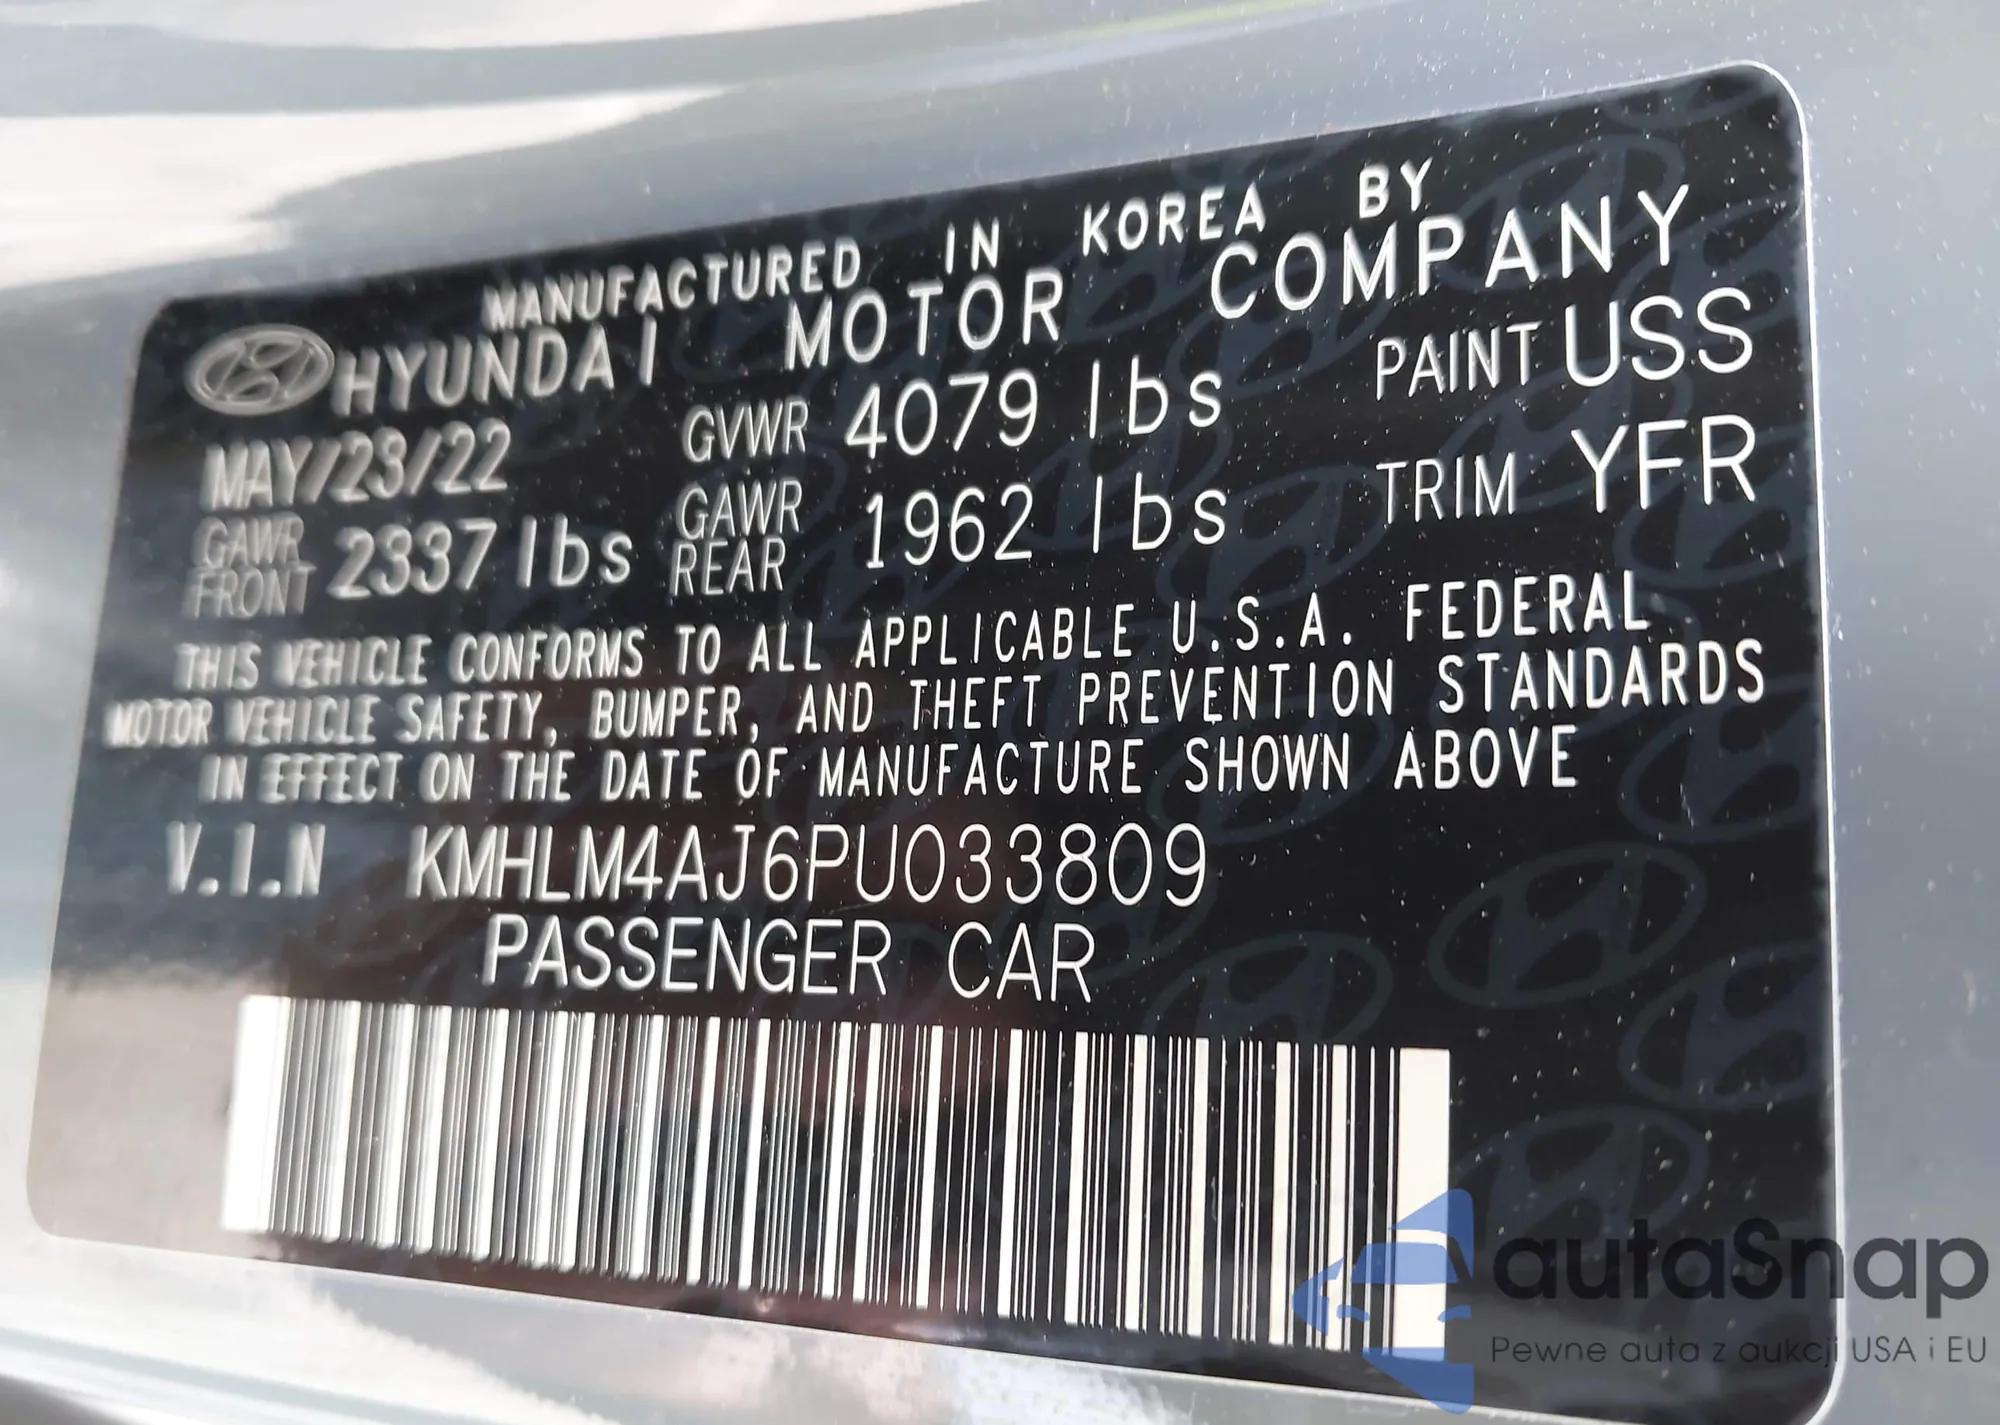 MANUFACTURED IN KOREA BY
HYUNDAI MOTOR COMPANY
MAY/23/22 GVWR 4079 lbs PAINT USS
GAWR FRONT 2337 lbs GAWR REAR 1962 lbs TRIM YFR
THIS VEHICLE CONFORMS TO ALL APPLICABLE U.S.A. FEDERAL
MOTOR VEHICLE SAFETY, BUMPER, AND THEFT PREVENTION STANDARDS
IN EFFECT ON THE DATE OF MANUFACTURE SHOWN ABOVE
V.I.N KMHLM4AJ6PU033809
PASSENGER CAR
autaSnap
Pewne auta z aukcji USA i EU